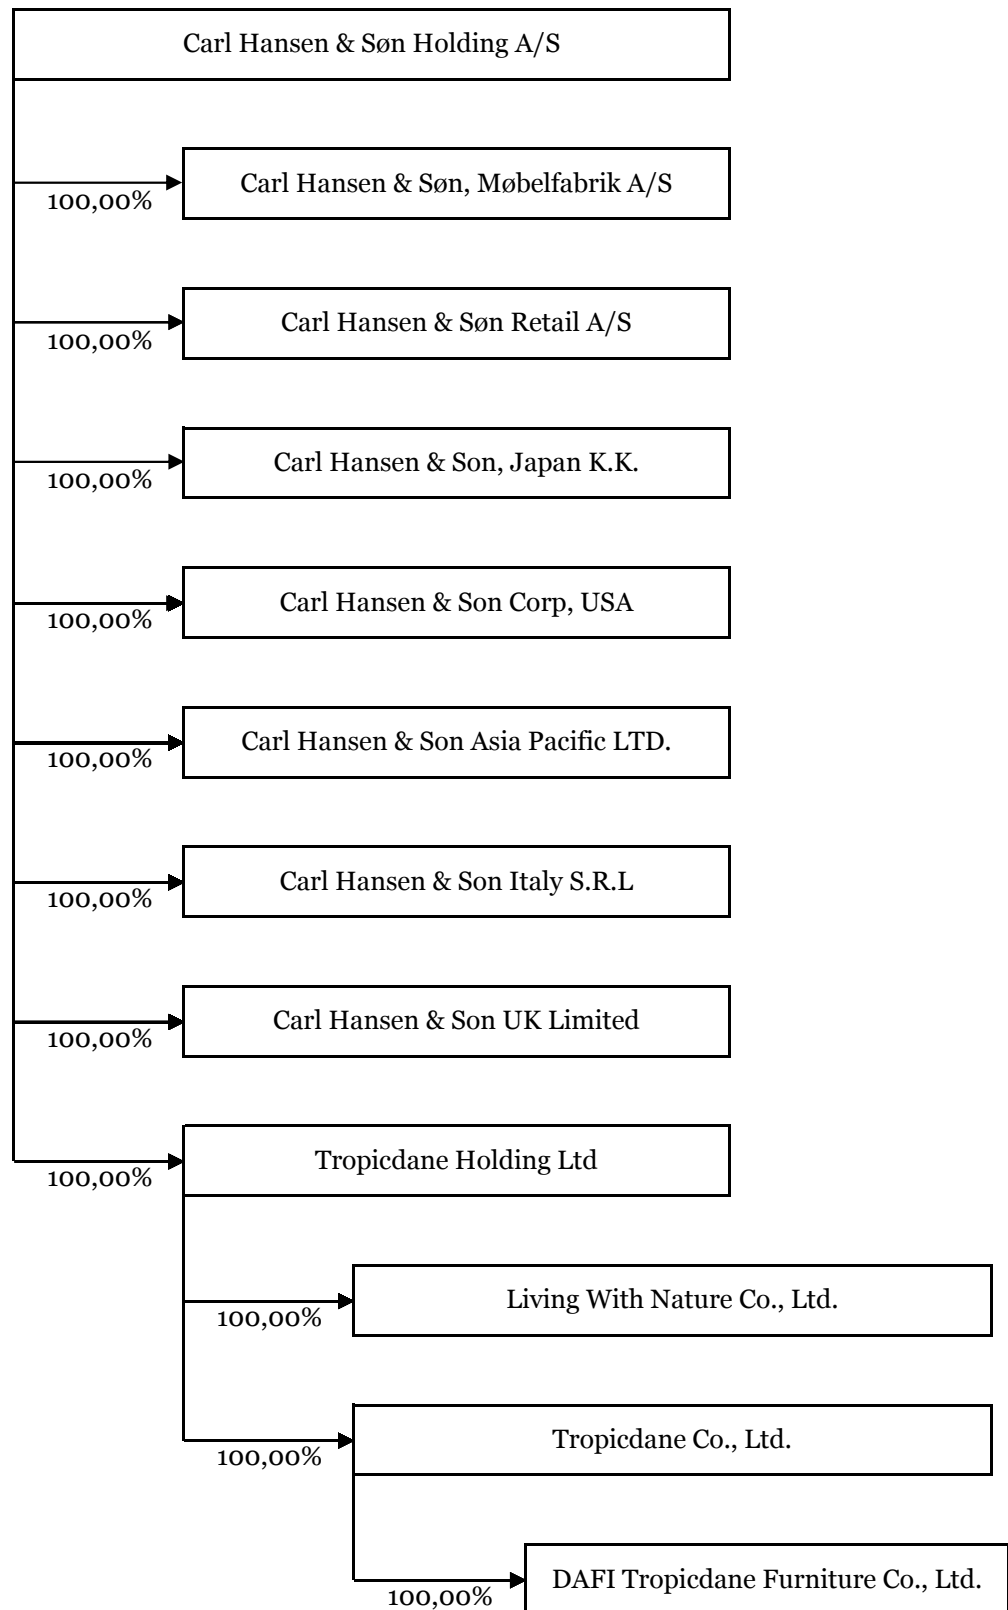 Carl Hansen & Søn Holding A/S
Carl Hansen & Søn, Møbelfabrik A/S
100,00%
Carl Hansen & Søn Retail A/S
100,00%
Carl Hansen & Son, Japan K.K.
100,00%
Carl Hansen & Son Corp, USA
100,00%
Carl Hansen & Son Asia Pacific LTD.
100,00%
Carl Hansen & Son Italy S.R.L
100,00%
Carl Hansen & Son UK Limited
100,00%
Tropicdane Holding Ltd
100,00%
Living With Nature Co., Ltd.
100,00%
Tropicdane Co., Ltd.
100,00%
DAFI Tropicdane Furniture Co., Ltd.
100,00%